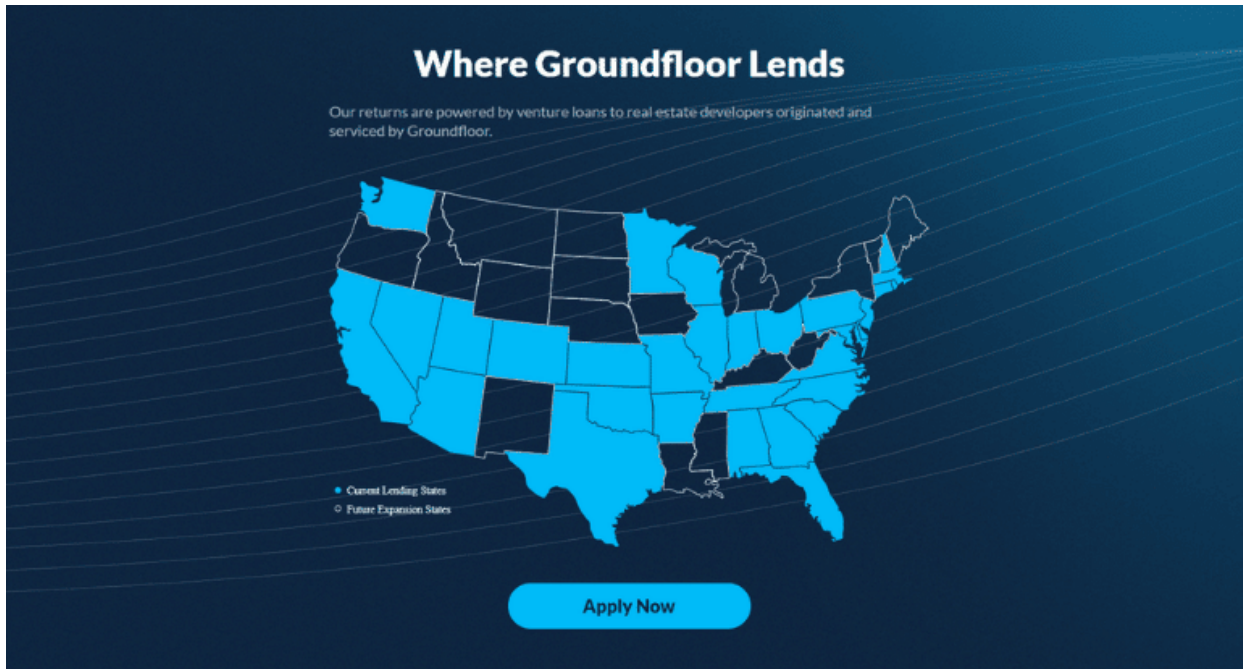 Where Groundfloor Lends
Our returns are powered by venture loans to real estate developers originated and
serviced by Groundfloor.
Current Lending States
Future Expansion States
Apply Now